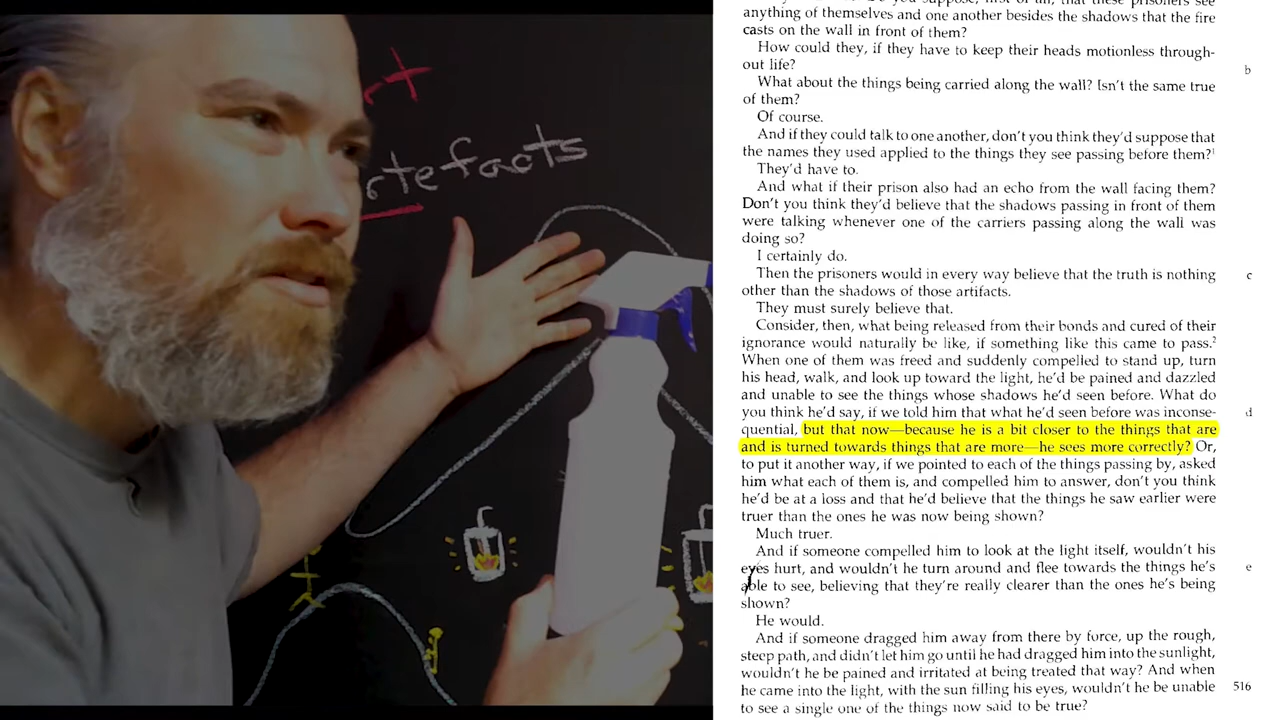 artefacts
anything of themselves and one another besides the shadows that the fire
casts on the wall in front of them?
How could they, if they have to keep their heads motionless through-
out life?
b
What about the things being carried along the wall? Isn't the same true
of them?
Of course.
And if they could talk to one another, don't you think they'd suppose that
the names they used applied to the things they see passing before them?¹
They'd have to.
And what if their prison also had an echo from the wall facing them?
Don't you think they'd believe that the shadows passing in front of them
were talking whenever one of the carriers passing along the wall was
doing so?
I certainly do.
Then the prisoners would in every way believe that the truth is nothing
c
other than the shadows of those artifacts.
They must surely believe that.
Consider, then, what being released from their bonds and cured of their
ignorance would naturally be like, if something like this came to pass.²
When one of them was freed and suddenly compelled to stand up, turn
his head, walk, and look up toward the light, he'd be pained and dazzled
and unable to see the things whose shadows he'd seen before. What do
you think he'd say, if we told him that what he'd seen before was inconse-
d
quential, but that now—because he is a bit closer to the things that are
and is turned towards things that are more—he sees more correctly? Or,
to put it another way, if we pointed to each of the things passing by, asked
him what each of them is, and compelled him to answer, don't you think
he'd be at a loss and that he'd believe that the things he saw earlier were
truer than the ones he was now being shown?
Much truer.
And if someone compelled him to look at the light itself, wouldn't his
eyes hurt, and wouldn't he turn around and flee towards the things he's
e
able to see, believing that they're really clearer than the ones he's being
shown?
He would.
And if someone dragged him away from there by force, up the rough,
steep path, and didn't let him go until he had dragged him into the sunlight,
wouldn't he be pained and irritated at being treated that way? And when
he came into the light, with the sun filling his eyes, wouldn't he be unable
516
to see a single one of the things now said to be true?